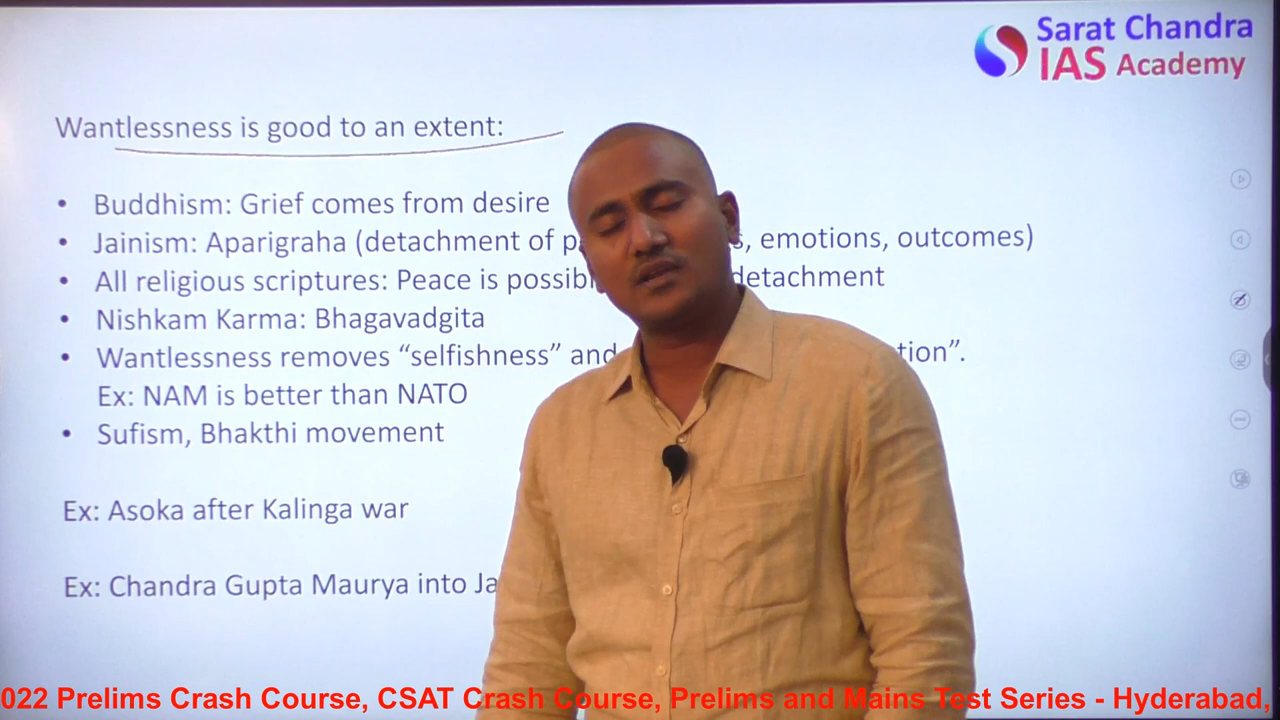 Sarat Chandra
IAS Academy
Wantlessness is good to an extent:
• Buddhism: Grief comes from desire
• Jainism: Aparigraha (detachment of , emotions, outcomes)
• All religious scriptures: Peace is detachment
• Nishkam Karma: Bhagavadgita
• Wantlessness removes “selfishness” and tion”.
Ex: NAM is better than NATO
• Sufism, Bhakthi movement
Ex: Asoka after Kalinga war
Ex: Chandra Gupta Maurya into Ja
022 Prelims Crash Course, CSAT Crash Course, Prelims and Mains Test Series - Hyderabad,